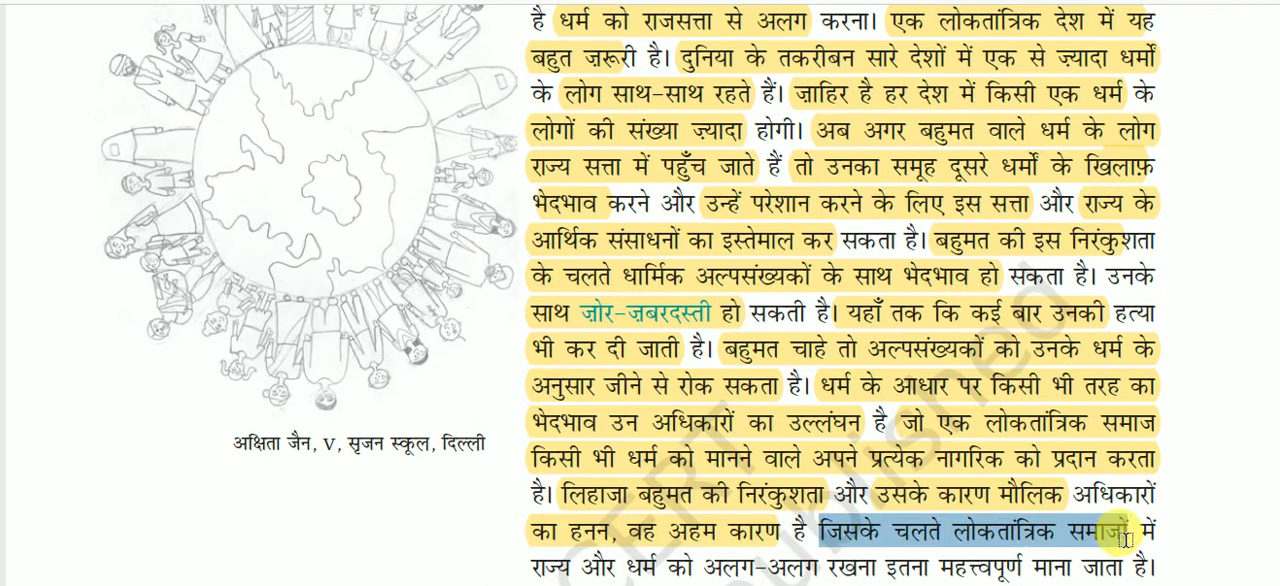 है धर्म को राजसत्ता से अलग करना। एक लोकतांत्रिक देश में यह
बहुत ज़रूरी है। दुनिया के तकरीबन सारे देशों में एक से ज़्यादा धर्मों
के लोग साथ-साथ रहते हैं। ज़ाहिर है हर देश में किसी एक धर्म के
लोगों की संख्या ज़्यादा होगी। अब अगर बहुमत वाले धर्म के लोग
राज्य सत्ता में पहुँच जाते हैं तो उनका समूह दूसरे धर्मों के खिलाफ़
भेदभाव करने और उन्हें परेशान करने के लिए इस सत्ता और राज्य के
आर्थिक संसाधनों का इस्तेमाल कर सकता है। बहुमत की इस निरंकुशता
के चलते धार्मिक अल्पसंख्यकों के साथ भेदभाव हो सकता है। उनके
साथ ज़ोर-ज़बरदस्ती हो सकती है। यहाँ तक कि कई बार उनकी हत्या
भी कर दी जाती है। बहुमत चाहे तो अल्पसंख्यकों को उनके धर्म के
अनुसार जीने से रोक सकता है। धर्म के आधार पर किसी भी तरह का
भेदभाव उन अधिकारों का उल्लंघन है जो एक लोकतांत्रिक समाज
किसी भी धर्म को मानने वाले अपने प्रत्येक नागरिक को प्रदान करता
है। लिहाजा बहुमत की निरंकुशता और उसके कारण मौलिक अधिकारों
का हनन, वह अहम कारण है जिसके चलते लोकतांत्रिक समाजों में
राज्य और धर्म को अलग-अलग रखना इतना महत्त्वपूर्ण माना जाता है।
अक्षिता जैन, V, सृजन स्कूल, दिल्ली
NCERT
published